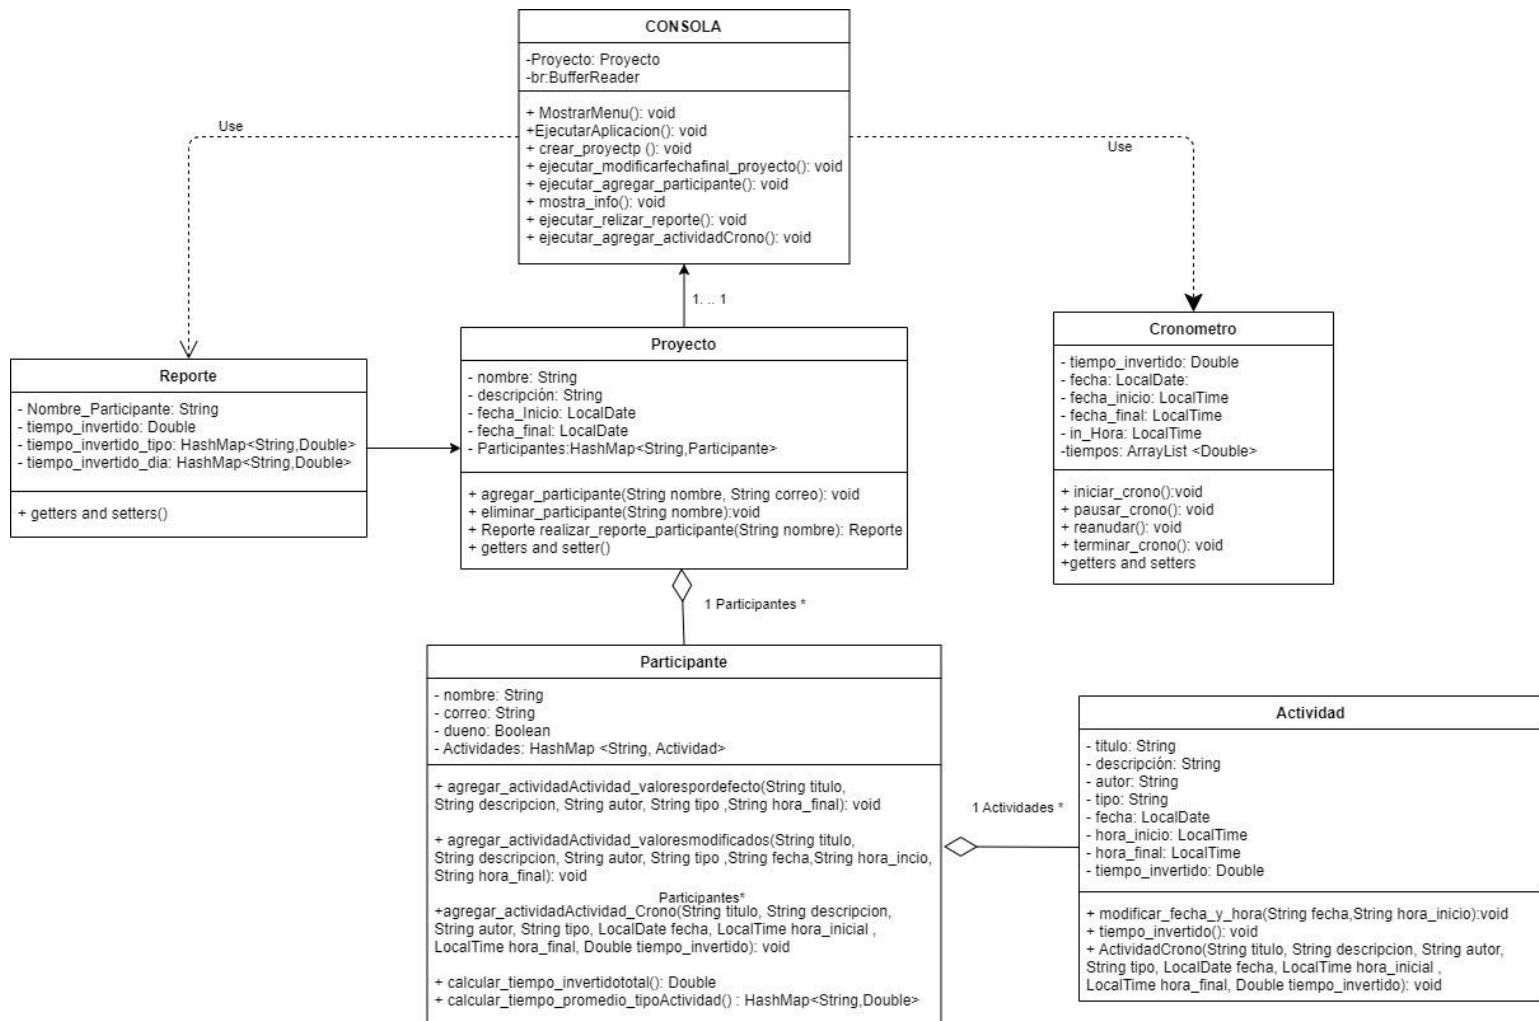 CONSOLA
-Proyecto: Proyecto
-br:BufferReader
+ MostrarMenu(): void
+EjecutarAplicacion(): void
+ crear_proyectp (): void
+ ejecutar_modificarfechafinal_proyecto(): void
+ ejecutar_agregar_participante(): void
+ mostra_info(): void
+ ejecutar_relizar_reporte(): void
+ ejecutar_agregar_actividadCrono(): void
Use
Use
1. .. 1
Reporte
- Nombre_Participante: String
- tiempo_invertido: Double
- tiempo_invertido_tipo: HashMap<String,Double>
- tiempo_invertido_dia: HashMap<String,Double>
+ getters and setters()
Proyecto
- nombre: String
- descripción: String
- fecha_Inicio: LocalDate
- fecha_final: LocalDate
- Participantes:HashMap<String,Participante>
+ agregar_participante(String nombre, String correo): void
+ eliminar_participante(String nombre):void
+ Reporte realizar_reporte_participante(String nombre): Reporte
+ getters and setter()
Cronometro
- tiempo_invertido: Double
- fecha: LocalDate:
- fecha_inicio: LocalTime
- fecha_final: LocalTime
- in_Hora: LocalTime
-tiempos: ArrayList <Double>
+ iniciar_crono():void
+ pausar_crono(): void
+ reanudar(): void
+ terminar_crono(): void
+getters and setters
1 Participantes *
Participante
- nombre: String
- correo: String
- dueno: Boolean
- Actividades: HashMap <String, Actividad>
+ agregar_actividadActividad_valorespordefecto(String titulo,
String descripcion, String autor, String tipo ,String hora_final): void
+ agregar_actividadActividad_valoresmodificados(String titulo,
String descripcion, String autor, String tipo ,String fecha,String hora_incio,
String hora_final): void
Participantes*
+agregar_actividadActividad_Crono(String titulo, String descripcion,
String autor, String tipo, LocalDate fecha, LocalTime hora_inicial ,
LocalTime hora_final, Double tiempo_invertido): void
+ calcular_tiempo_invertidototal(): Double
+ calcular_tiempo_promedio_tipoActividad() : HashMap<String,Double>
1 Actividades *
Actividad
- titulo: String
- descripción: String
- autor: String
- tipo: String
- fecha: LocalDate
- hora_inicio: LocalTime
- hora_final: LocalTime
- tiempo_invertido: Double
+ modificar_fecha_y_hora(String fecha,String hora_inicio):void
+ tiempo_invertido(): void
+ ActividadCrono(String titulo, String descripcion, String autor,
String tipo, LocalDate fecha, LocalTime hora_inicial ,
LocalTime hora_final, Double tiempo_invertido): void